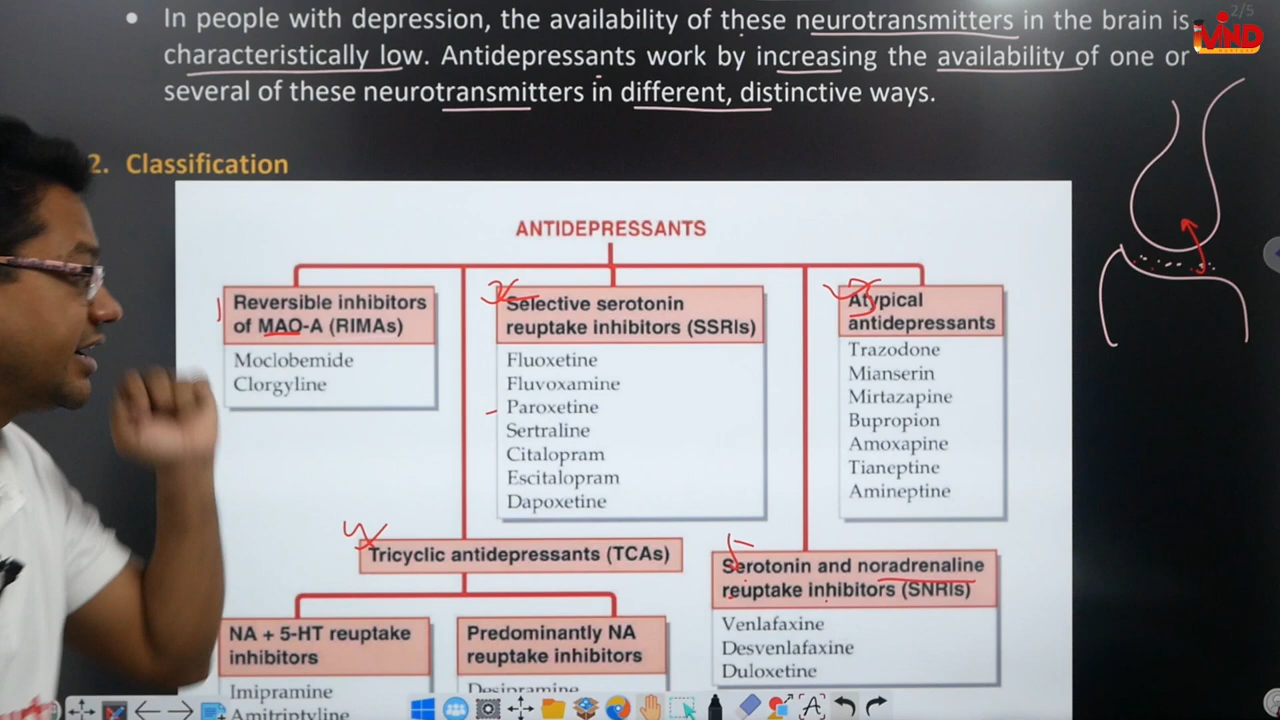 2/5
MIND
In people with depression, the availability of these neurotransmitters in the brain is
characteristically low. Antidepressants work by increasing the availability of one or
several of these neurotransmitters in different, distinctive ways.
2. Classification
ANTIDEPRESSANTS
Reversible inhibitors
of MAO-A (RIMAs)
Moclobemide
Clorgyline
Selective serotonin
reuptake inhibitors (SSRIs)
Fluoxetine
Fluvoxamine
Paroxetine
Sertraline
Citalopram
Escitalopram
Dapoxetine
Atypical
antidepressants
Trazodone
Mianserin
Mirtazapine
Bupropion
Amoxapine
Tianeptine
Amineptine
Tricyclic antidepressants (TCAs)
NA + 5-HT reuptake
inhibitors
Imipramine
Amitriptyline
Predominantly NA
reuptake inhibitors
Desipramine
Serotonin and noradrenaline
reuptake inhibitors (SNRIs)
Venlafaxine
Desvenlafaxine
Duloxetine